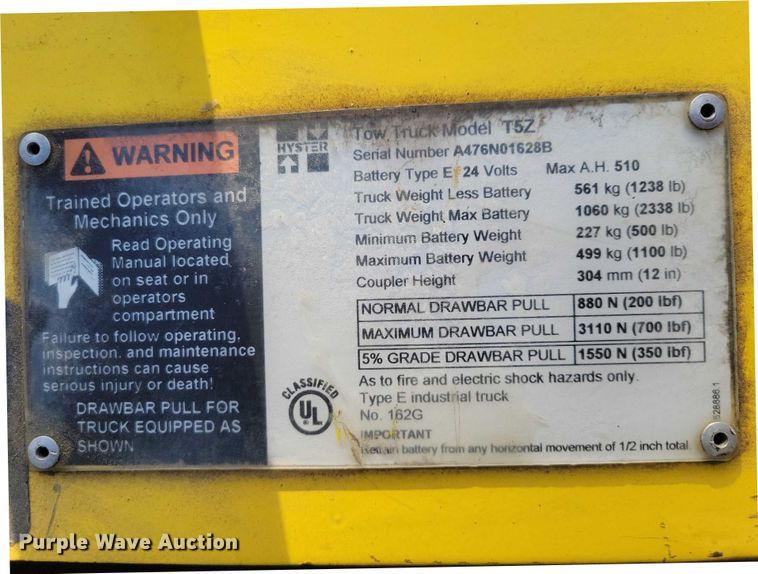 WARNING
Trained Operators and
Mechanics Only
Read Operating
Manual located
on seat or in
operators
compartment
Failure to follow operating,
inspection, and maintenance
instructions can cause
serious injury or death!
DRAWBAR PULL FOR
TRUCK EQUIPPED AS
SHOWN
HYSTER
Tow Truck Model T5Z
Serial Number A476N01628B
Battery Type E 24 Volts Max A.H. 510
Truck Weight Less Battery 561 kg (1238 lb)
Truck Weight Max Battery 1060 kg (2338 lb)
Minimum Battery Weight 227 kg (500 lb)
Maximum Battery Weight 499 kg (1100 lb)
Coupler Height 304 mm (12 in)
NORMAL DRAWBAR PULL 880 N (200 lbf)
MAXIMUM DRAWBAR PULL 3110 N (700 lbf)
5% GRADE DRAWBAR PULL 1550 N (350 lbf)
CLASSIFIED
UL
As to fire and electric shock hazards only.
Type E industrial truck
No. 162G
IMPORTANT
Retain battery from any horizontal movement of 1/2 inch total.
Purple Wave Auction